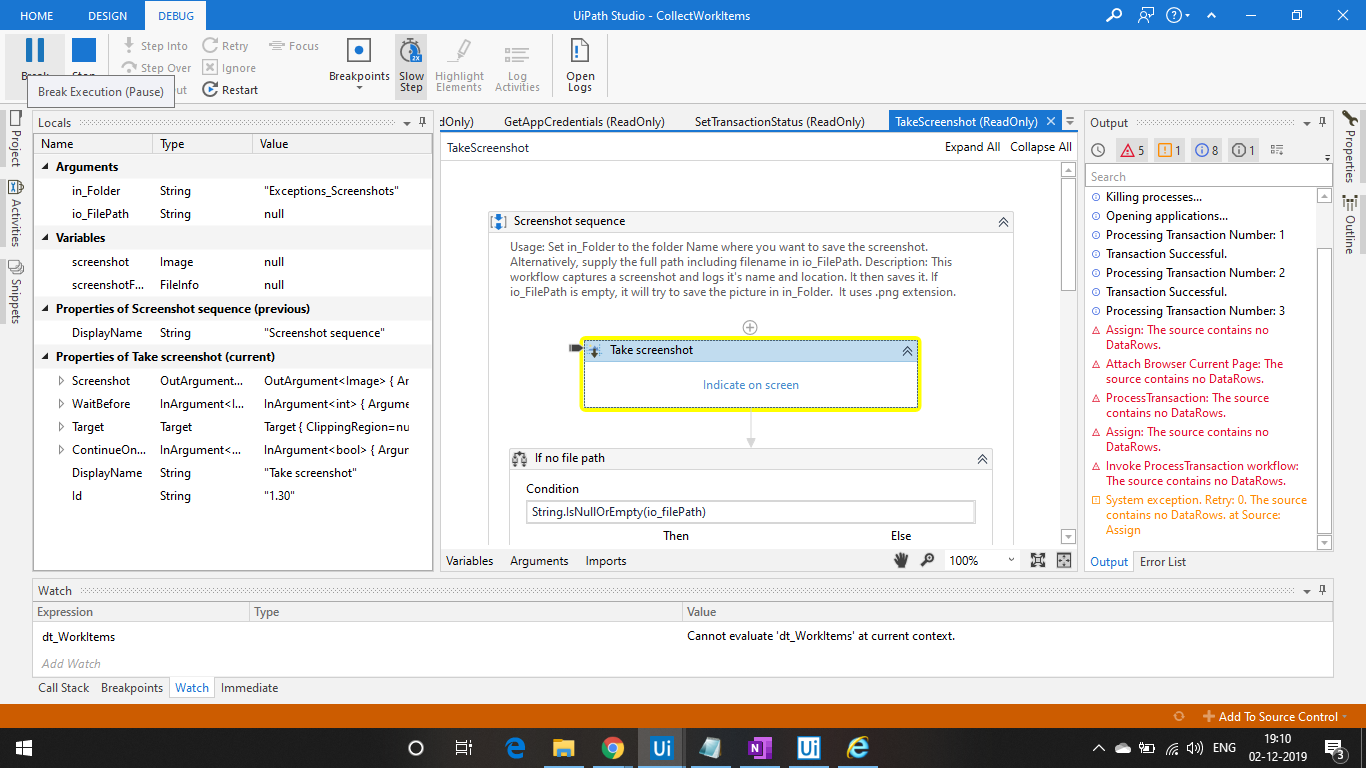 HOME DESIGN DEBUG UiPath Studio - CollectWorkItems
Step Into Retry Focus
Step Over Ignore
Restart
Break Execution (Pause)
Breakpoints
Slow Step
Highlight Elements
Log Activities
Open Logs
Project
Activities
Snippets
Locals
Name Type Value
Arguments
in_Folder String "Exceptions_Screenshots"
io_FilePath String null
Variables
screenshot Image null
screenshotF... FileInfo null
Properties of Screenshot sequence (previous)
DisplayName String "Screenshot sequence"
Properties of Take screenshot (current)
Screenshot OutArgument... OutArgument<Image> { Ar
WaitBefore InArgument<I... InArgument<int> { Argume
Target Target Target { ClippingRegion=nu
ContinueOn... InArgument<... InArgument<bool> { Argur
DisplayName String "Take screenshot"
Id String "1.30"
dOnly) GetAppCredentials (ReadOnly) SetTransactionStatus (ReadOnly) TakeScreenshot (ReadOnly)
TakeScreenshot Expand All Collapse All
Screenshot sequence
Usage: Set in_Folder to the folder Name where you want to save the screenshot.
Alternatively, supply the full path including filename in io_FilePath. Description: This
workflow captures a screenshot and logs it's name and location. It then saves it. If
io_FilePath is empty, it will try to save the picture in in_Folder. It uses .png extension.
Take screenshot
Indicate on screen
If no file path
Condition
String.IsNullOrEmpty(io_filePath)
Then Else
Variables Arguments Imports 100%
Output
5 1 8 1
Search
Killing processes...
Opening applications...
Processing Transaction Number: 1
Transaction Successful.
Processing Transaction Number: 2
Transaction Successful.
Processing Transaction Number: 3
Assign: The source contains no
DataRows.
Attach Browser Current Page: The
source contains no DataRows.
ProcessTransaction: The source
contains no DataRows.
Assign: The source contains no
DataRows.
Invoke ProcessTransaction workflow:
The source contains no DataRows.
System exception. Retry: 0. The source
contains no DataRows. at Source:
Assign
Output Error List
Properties
Outline
Watch
Expression Type Value
dt_WorkItems Cannot evaluate 'dt_WorkItems' at current context.
Add Watch
Call Stack Breakpoints Watch Immediate
Add To Source Control
ENG 19:10
02-12-2019
3